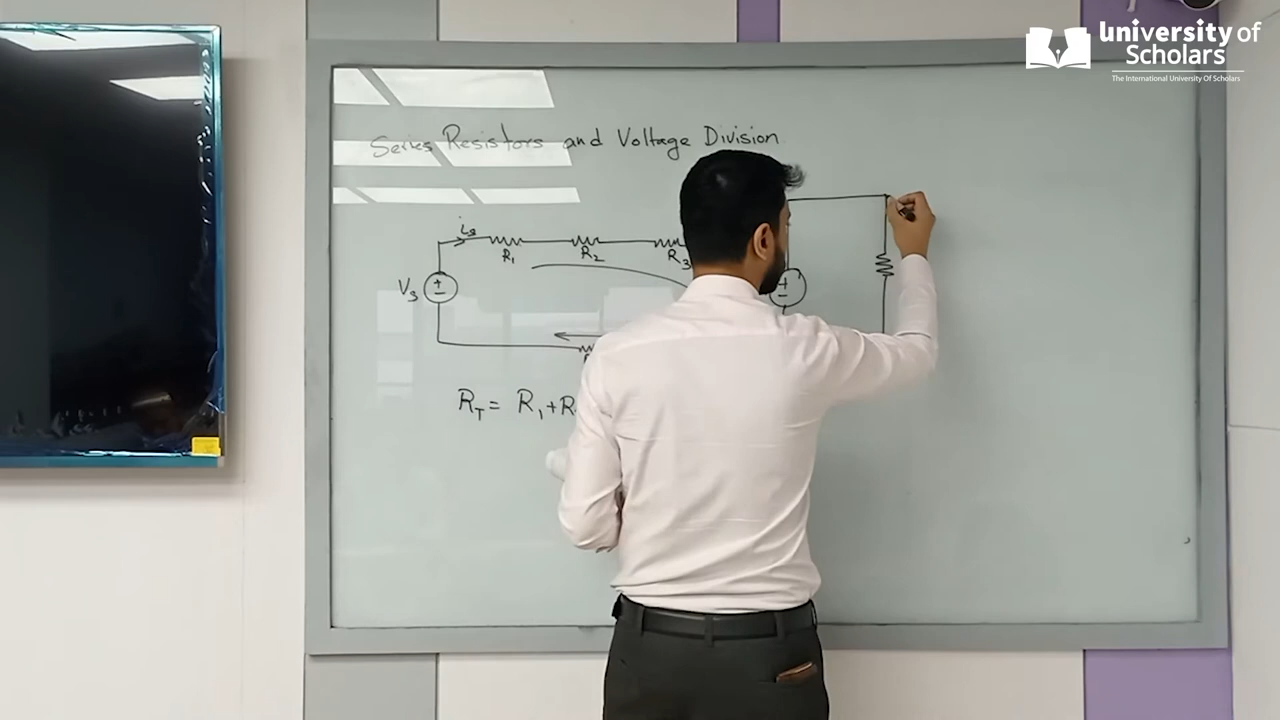 University of
Scholars
The International University Of Scholars
Series Resistors and Voltage Division
is
R1 R2 R3
+
−
V3
+
−
RT = R1+R